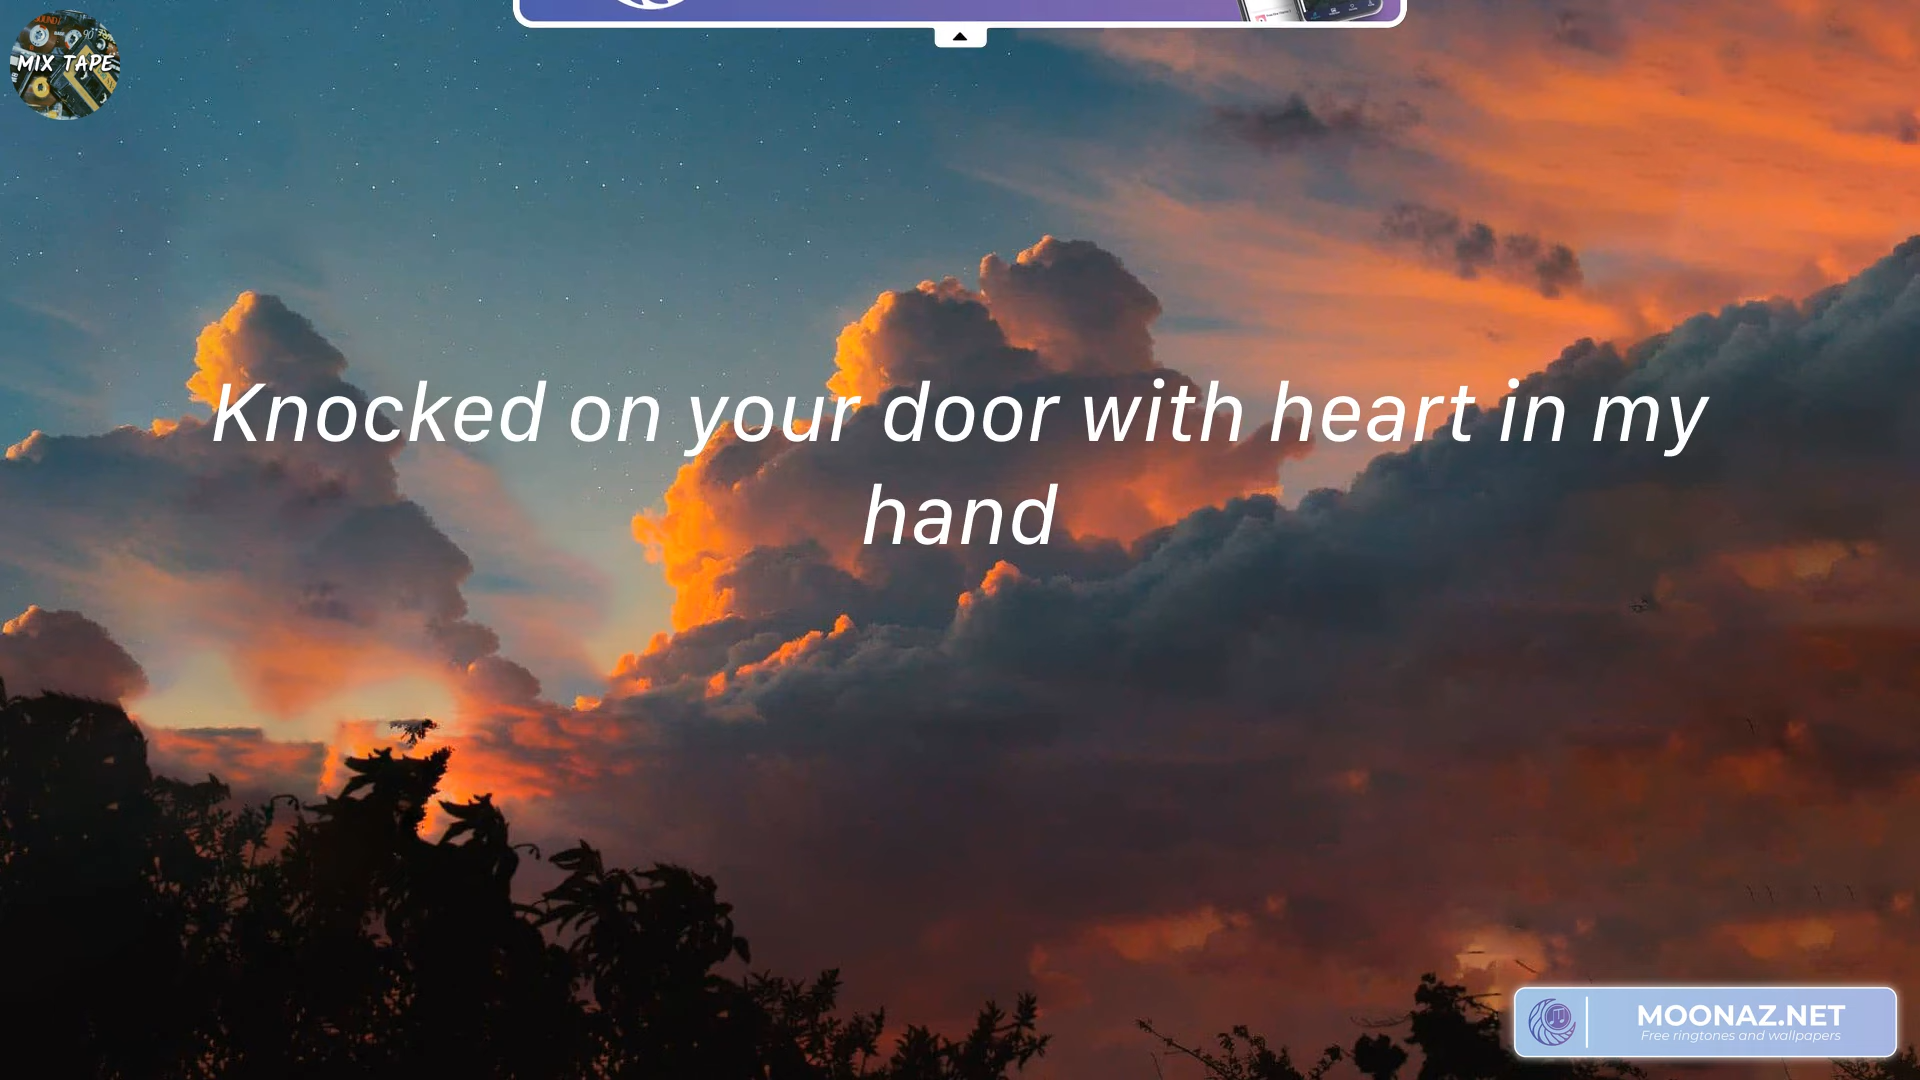 MIX TAPE
Knocked on your door with heart in my
hand
MOONAZ.NET
Free ringtones and wallpapers